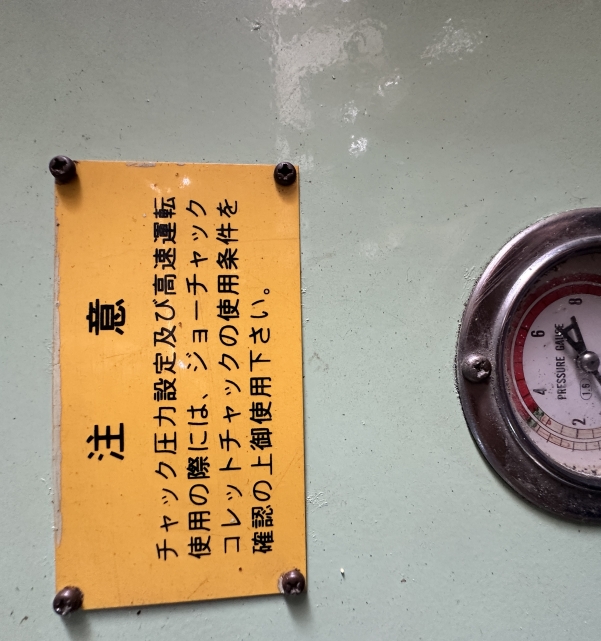 注意
チャック圧力設定及び高速運転
使用の際には、ジョーチャック
コレットチャックの使用条件を
確認の上御使用下さい。
2
4
6
8
PRESSURE GAUGE
1.6